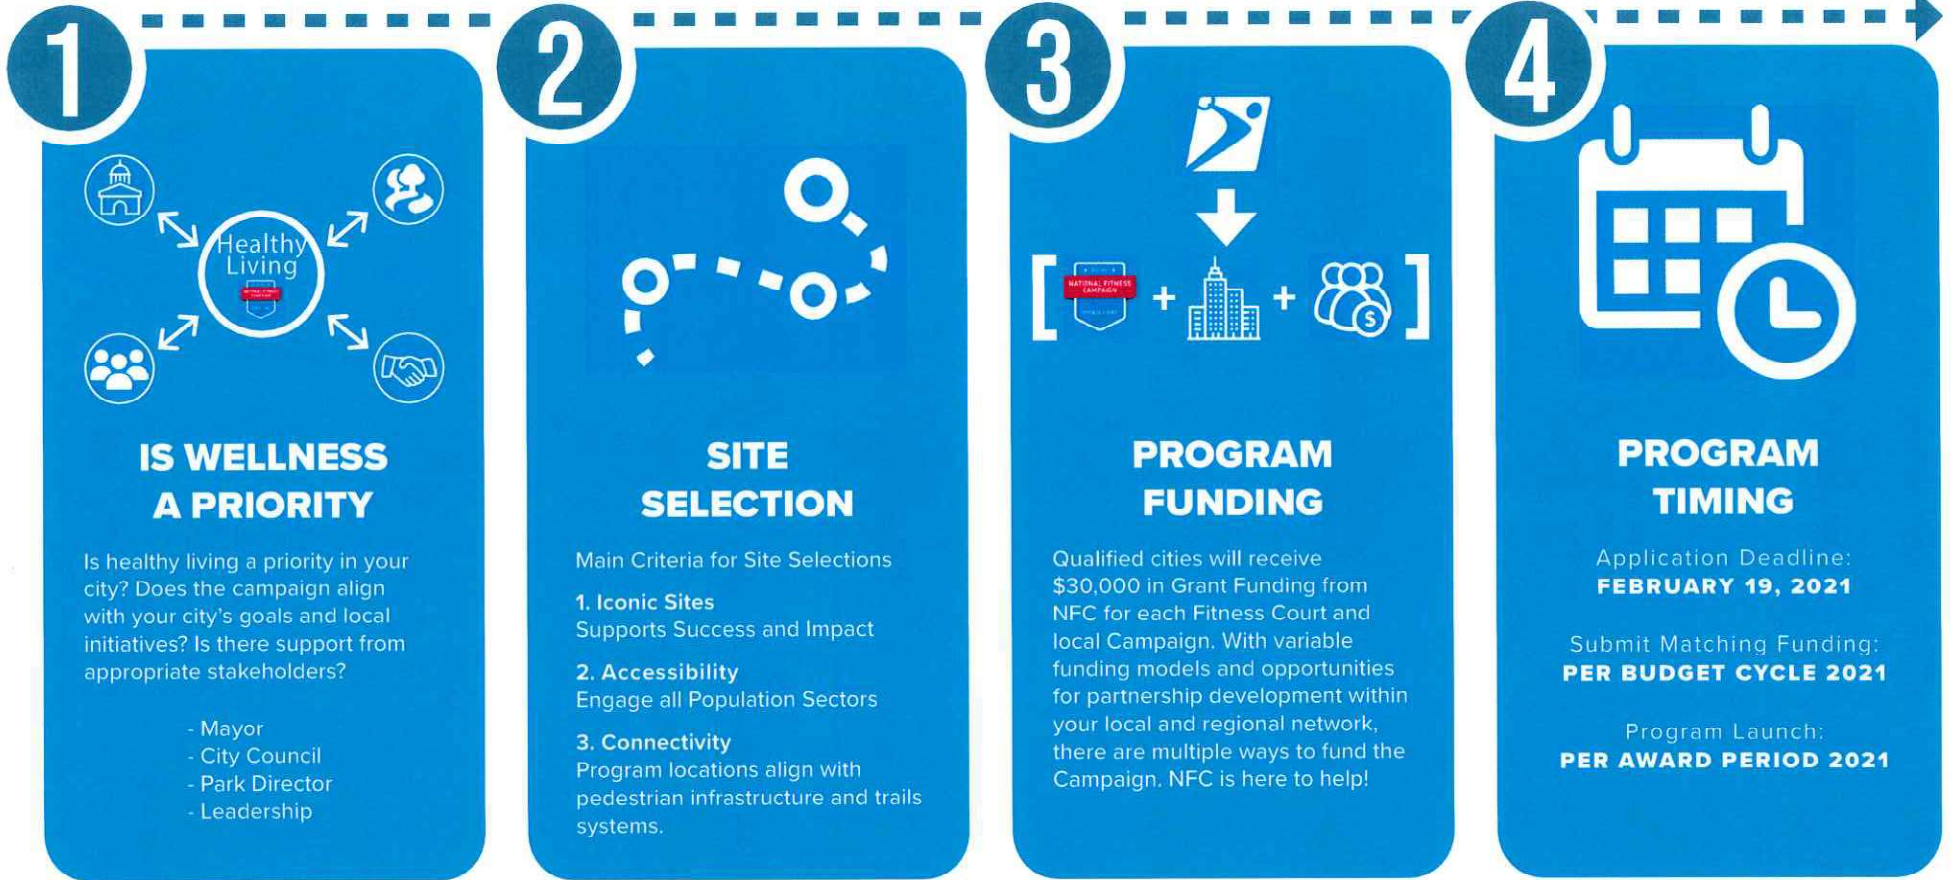 1
Healthy
Living
NATIONAL FITNESS
CAMPAIGN
IS WELLNESS
A PRIORITY
Is healthy living a priority in your
city? Does the campaign align
with your city's goals and local
initiatives? Is there support from
appropriate stakeholders?
- Mayor
- City Council
- Park Director
- Leadership
2
SITE
SELECTION
Main Criteria for Site Selections
1. Iconic Sites
Supports Success and Impact
2. Accessibility
Engage all Population Sectors
3. Connectivity
Program locations align with
pedestrian infrastructure and trails
systems.
3
NATIONAL FITNESS
CAMPAIGN
+
+
$
PROGRAM
FUNDING
Qualified cities will receive
$30,000 in Grant Funding from
NFC for each Fitness Court and
local Campaign. With variable
funding models and opportunities
for partnership development within
your local and regional network,
there are multiple ways to fund the
Campaign. NFC is here to help!
4
PROGRAM
TIMING
Application Deadline:
FEBRUARY 19, 2021
Submit Matching Funding:
PER BUDGET CYCLE 2021
Program Launch:
PER AWARD PERIOD 2021